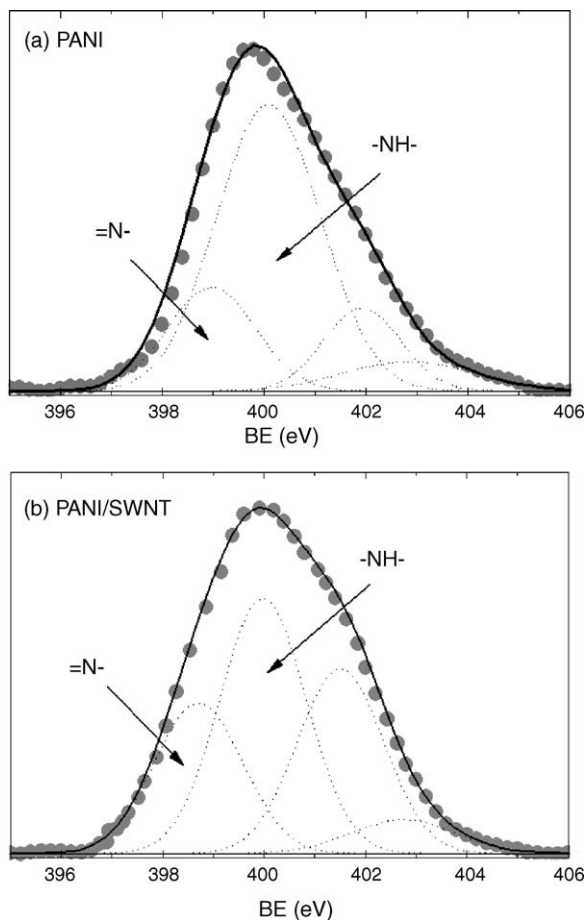 (a) PANI
-NH-
=N-
396 398 400 402 404 406
BE (eV)
(b) PANI/SWNT
-NH-
=N-
396 398 400 402 404 406
BE (eV)